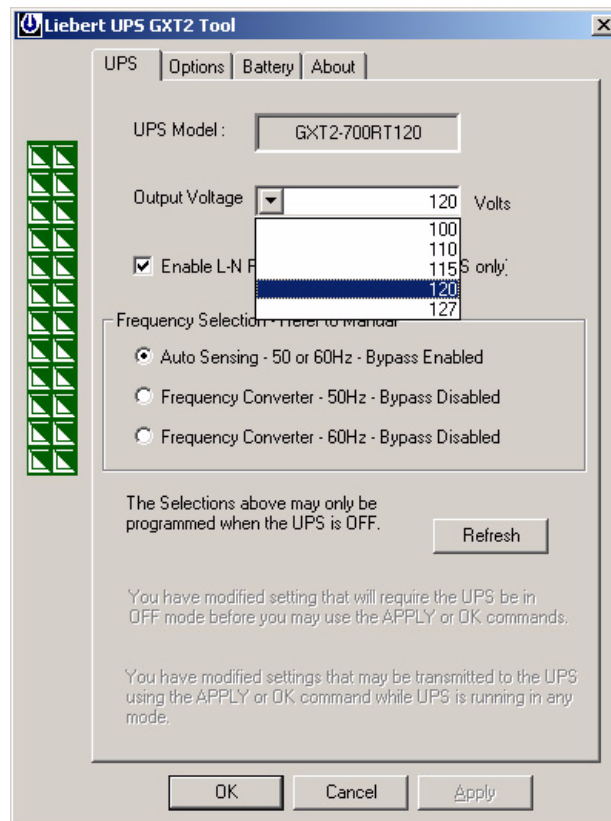 Liebert UPS GXT2 Tool
UPS Options Battery About
UPS Model : GXT2-700RT120
Output Voltage 120 Volts
100
110
115
120
127
Enable L-N F S only)
Frequency Selection - Refer to Manual
Auto Sensing - 50 or 60Hz - Bypass Enabled
Frequency Converter - 50Hz - Bypass Disabled
Frequency Converter - 60Hz - Bypass Disabled
The Selections above may only be
programmed when the UPS is OFF.
Refresh
You have modified setting that will require the UPS be in
OFF mode before you may use the APPLY or OK commands.
You have modified settings that may be transmitted to the UPS
using the APPLY or OK command while UPS is running in any
mode.
OK Cancel Apply